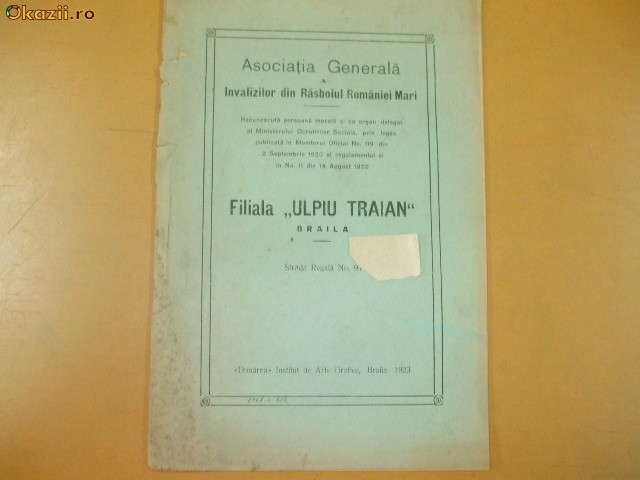 Okazii.ro
Asociația Generală
A
Invalizilor din Răsboiul României Mari
Recunoscută persoană morală și ca organ delegat
al Ministerului Ocrotirilor Sociale, prin legea
publicată în Monitorul Oficial No. 119 din
2 Septembrie 1920 și regulamentul ei
în No. 11 din 14 August 1922
Filiala „ULPIU TRAIAN“
BRAILA
Strada Regală No.
«Dunărea» Institut de Arte Grafice, Braila 1923